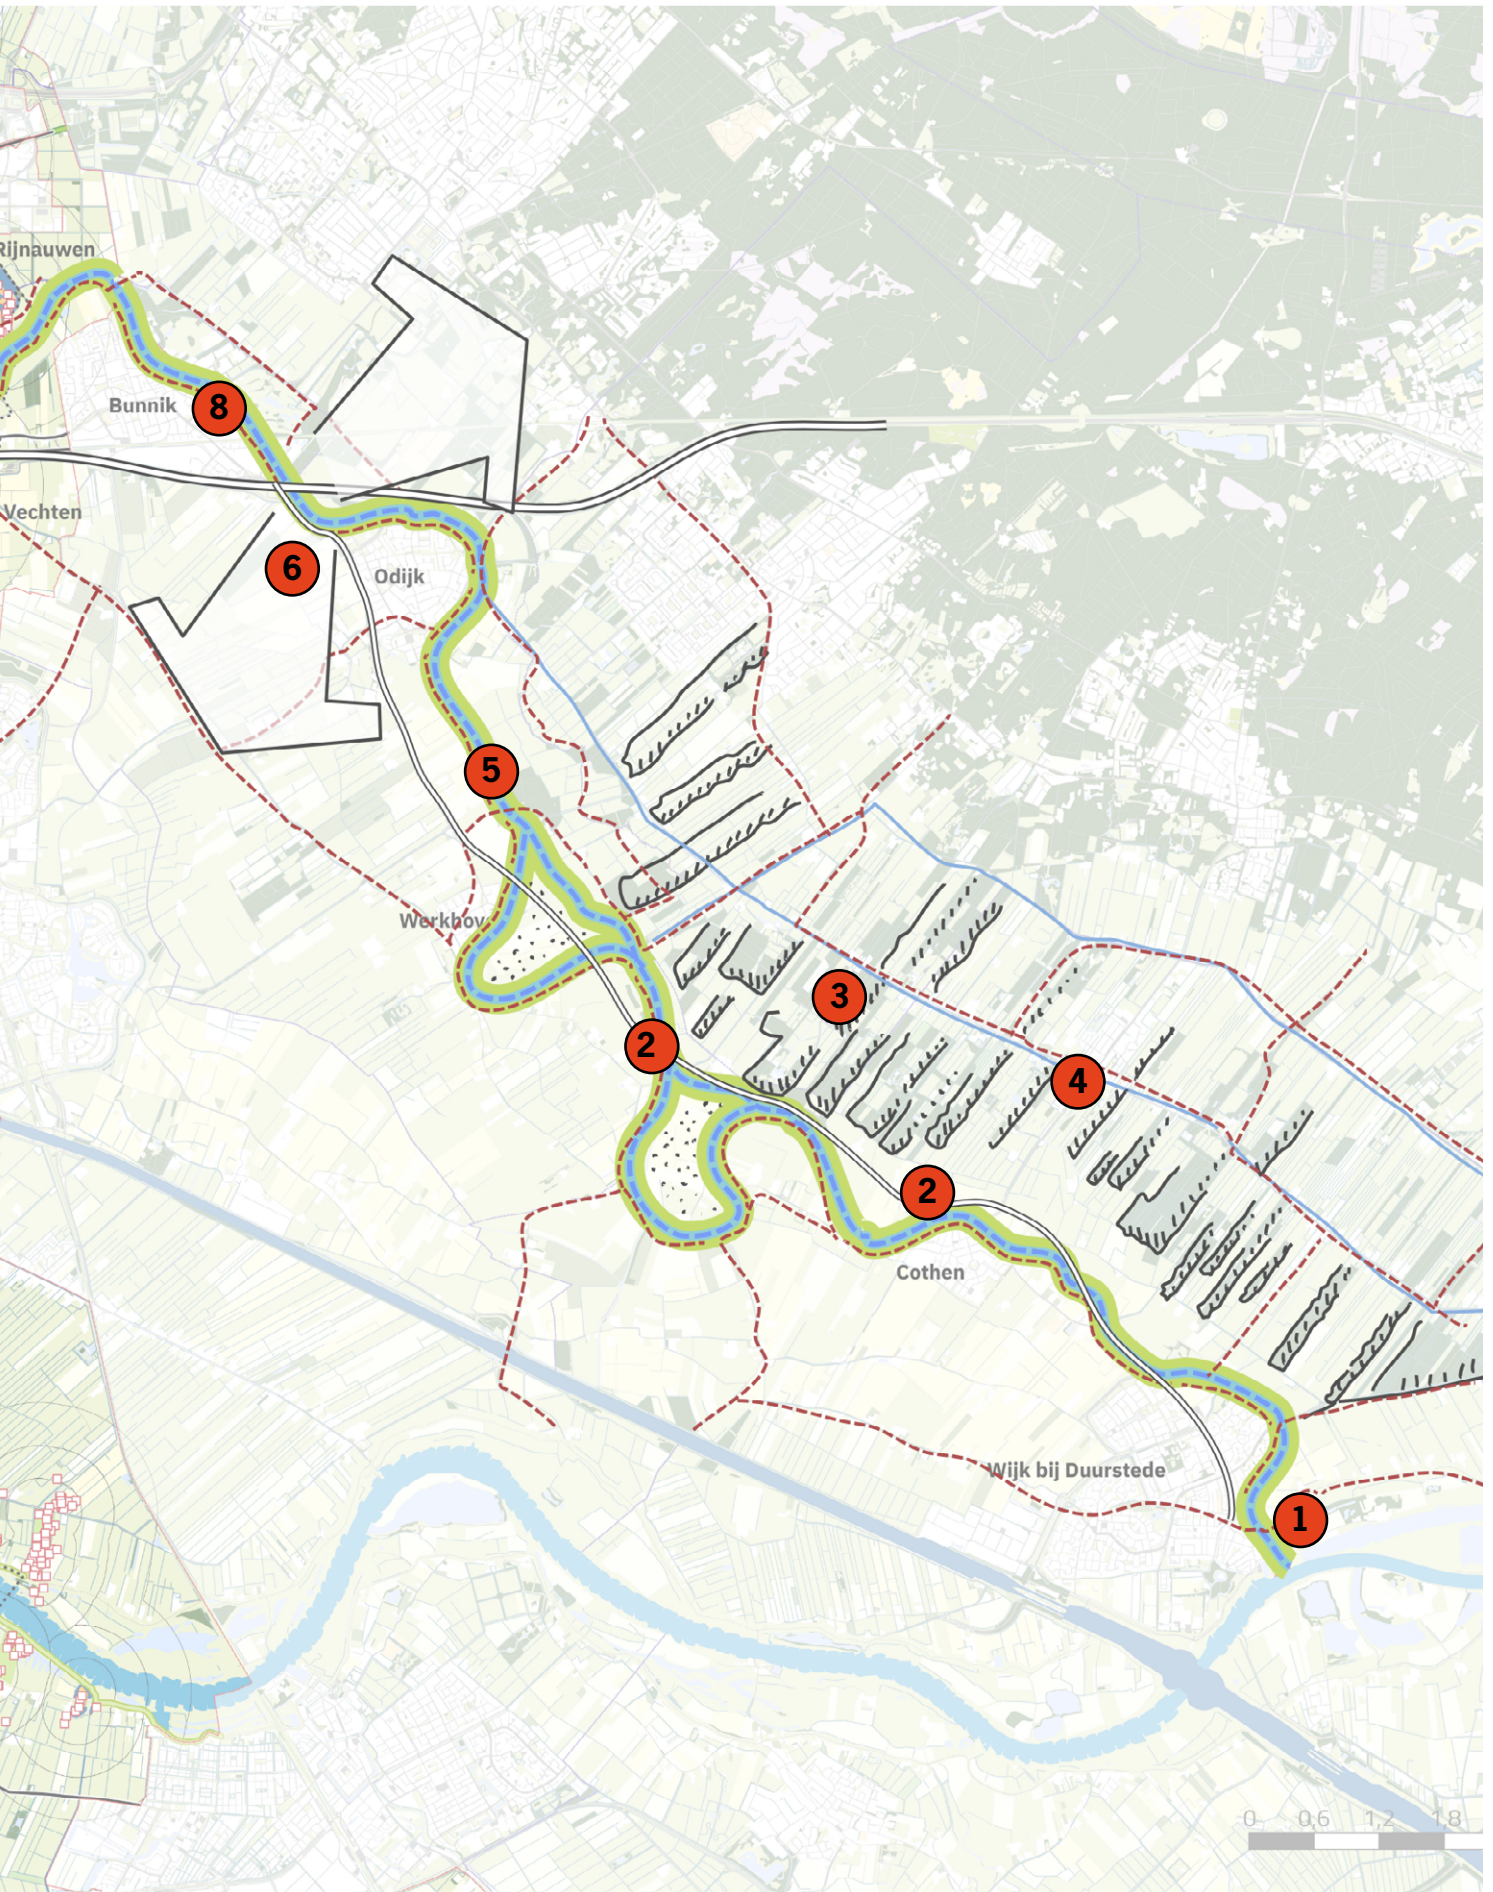 Rijnauwen
Bunnik
8
Vechten
6
Odijk
5
Werkhov
3
2
4
2
Cothen
Wijk bij Duurstede
1
0 0,6 1,2 1,8